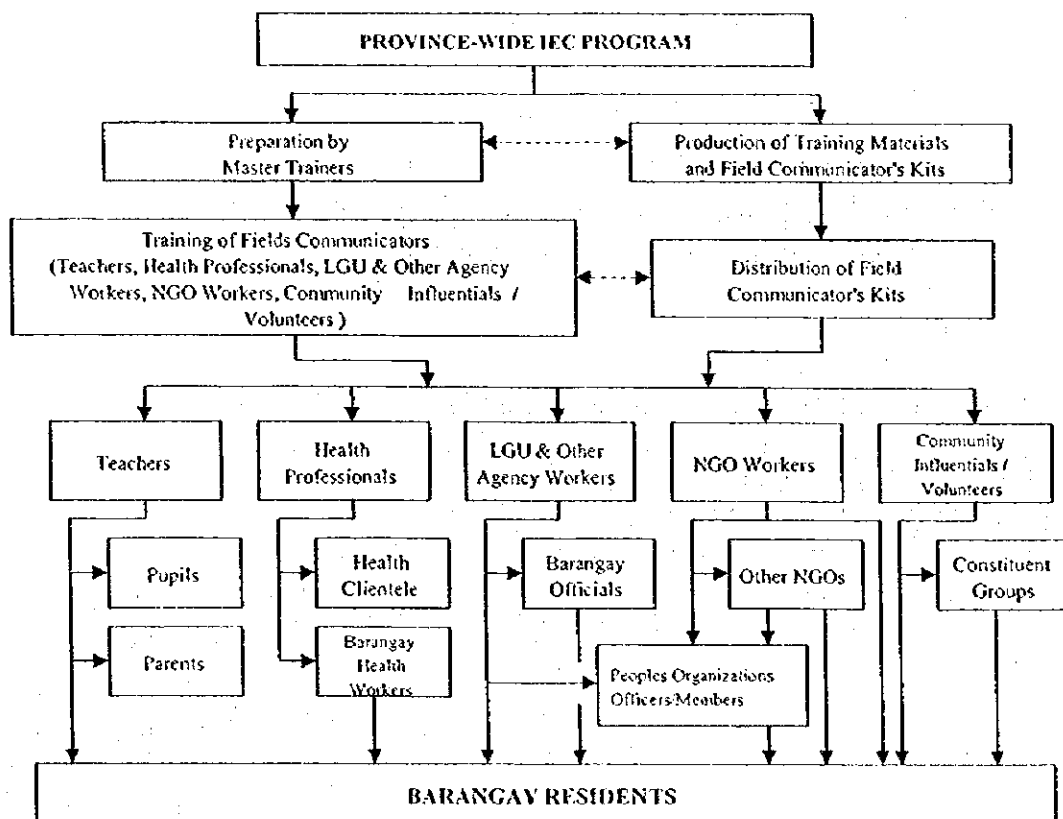 PROVINCE-WIDE IEC PROGRAM
Preparation by
Master Trainers
Production of Training Materials
and Field Communicator's Kits
Training of Fields Communicators
(Teachers, Health Professionals, LGU & Other Agency
Workers, NGO Workers, Community Influentials /
Volunteers )
Distribution of Field
Communicator's Kits
Teachers
Health
Professionals
LGU & Other
Agency Workers
NGO Workers
Community
Influentials /
Volunteers
Pupils
Parents
Health
Clientele
Barangay
Health
Workers
Barangay
Officials
Other NGOs
Peoples Organizations
Officers/Members
Constituent
Groups
BARANGAY RESIDENTS